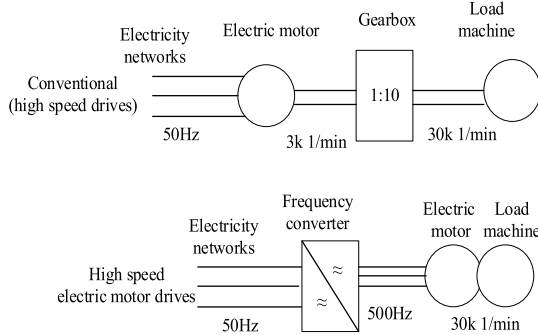 Electricity
networks
Electric motor
Gearbox
Load
machine
Conventional
(high speed drives)
50Hz
3k 1/min
1:10
30k 1/min
Electricity
networks
Frequency
converter
Electric
motor
Load
machine
High speed
electric motor drives
50Hz
≈
≈
500Hz
30k 1/min